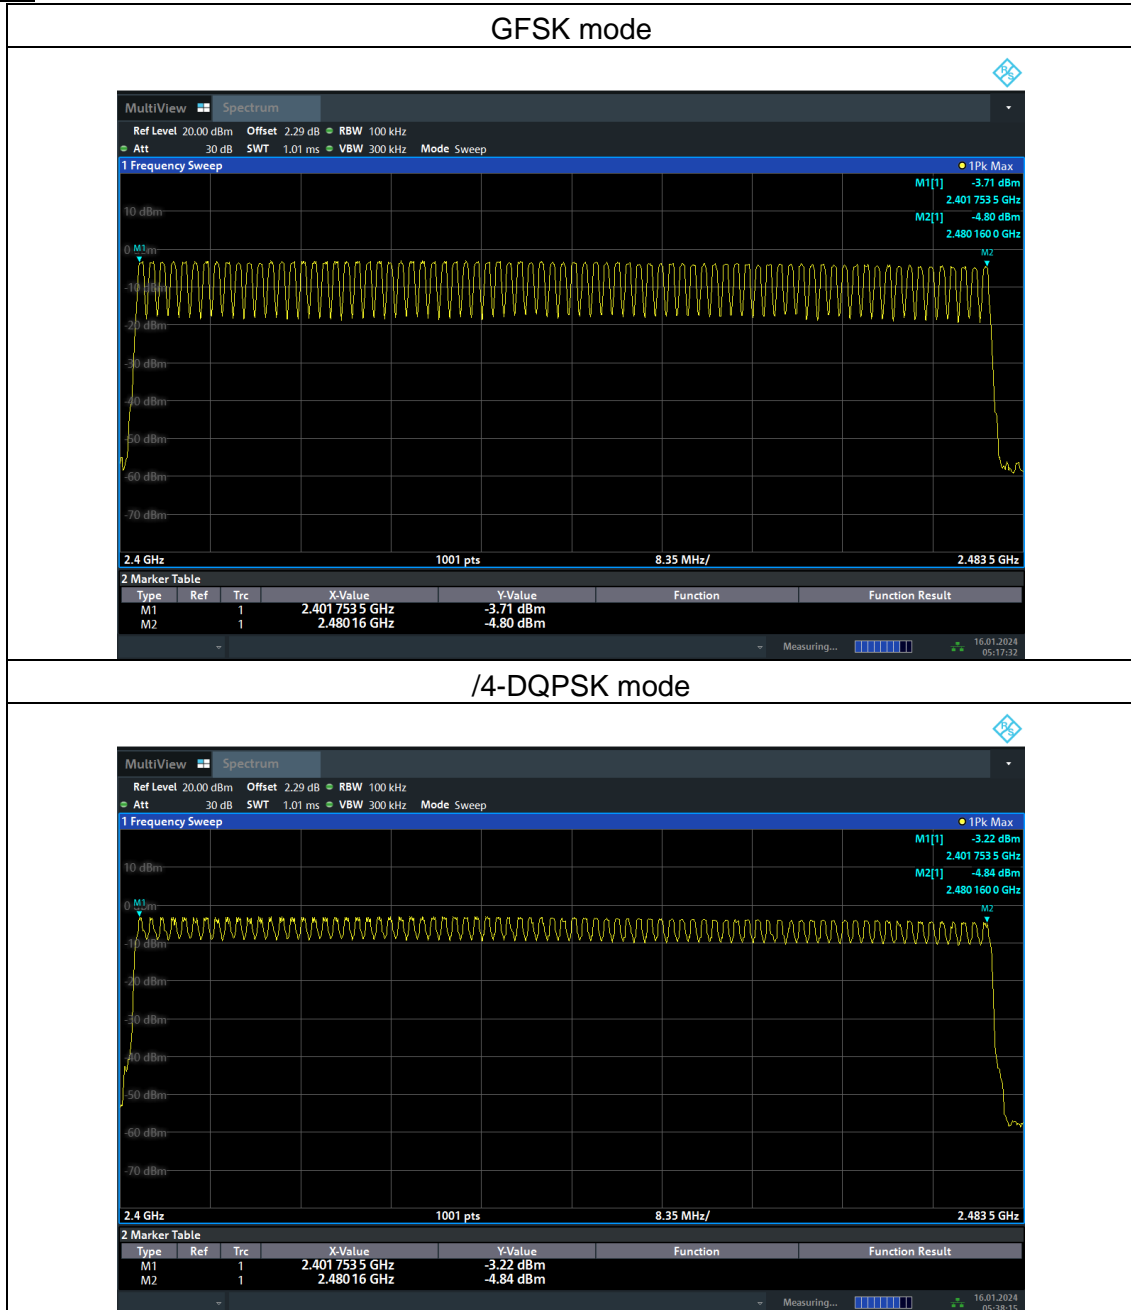 GFSK mode
R&S
MultiView Spectrum
Ref Level 20.00 dBm Offset 2.29 dB RBW 100 kHz
Att 30 dB SWT 1.01 ms VBW 300 kHz Mode Sweep
1 Frequency Sweep 1Pk Max
M1[1] -3.71 dBm
2.401 753 5 GHz
10 dBm
M2[1] -4.80 dBm
2.480 160 0 GHz
0 dBm M1
M2
-10 dBm
-20 dBm
-30 dBm
-40 dBm
-50 dBm
-60 dBm
-70 dBm
2.4 GHz 1001 pts 8.35 MHz/ 2.483 5 GHz
2 Marker Table
Type Ref Trc X-Value Y-Value Function Function Result
M1 1 2.401 753 5 GHz -3.71 dBm
M2 1 2.480 16 GHz -4.80 dBm
Measuring... 16.01.2024
05:17:32
/4-DQPSK mode
R&S
MultiView Spectrum
Ref Level 20.00 dBm Offset 2.29 dB RBW 100 kHz
Att 30 dB SWT 1.01 ms VBW 300 kHz Mode Sweep
1 Frequency Sweep 1Pk Max
M1[1] -3.22 dBm
2.401 753 5 GHz
10 dBm
M2[1] -4.84 dBm
2.480 160 0 GHz
0 dBm M1
M2
-10 dBm
-20 dBm
-30 dBm
-40 dBm
-50 dBm
-60 dBm
-70 dBm
2.4 GHz 1001 pts 8.35 MHz/ 2.483 5 GHz
2 Marker Table
Type Ref Trc X-Value Y-Value Function Function Result
M1 1 2.401 753 5 GHz -3.22 dBm
M2 1 2.480 16 GHz -4.84 dBm
Measuring... 16.01.2024
05:38:15